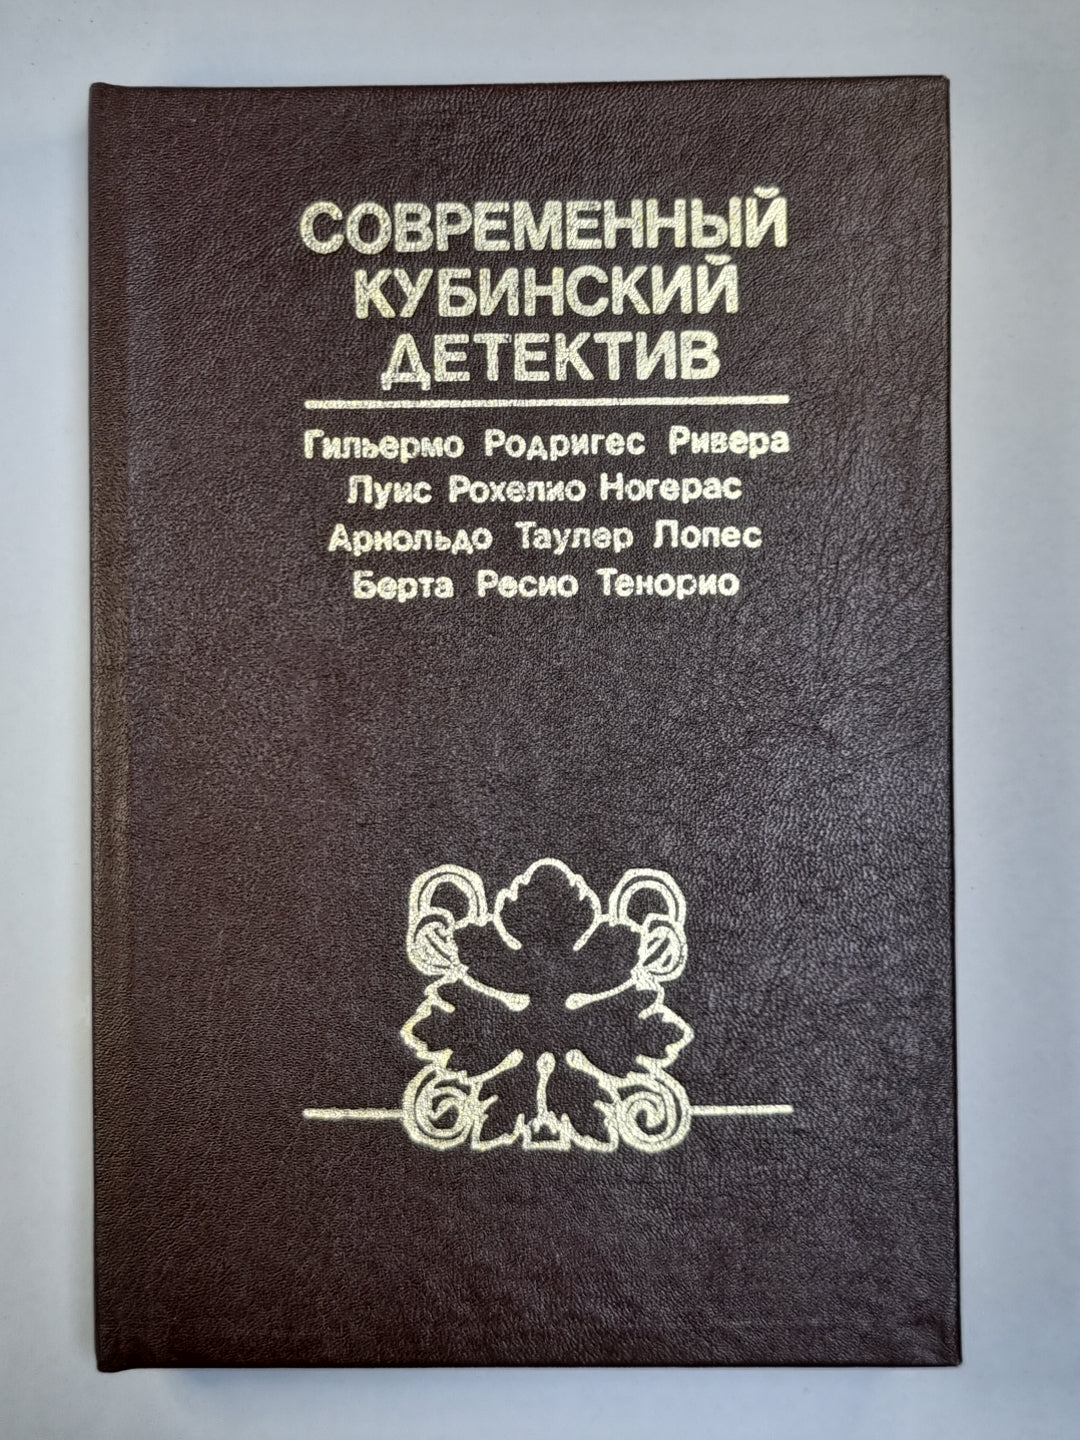 СОВРЕМЕННЫЙ
КУБИНСКИЙ
ДЕТЕКТИВ
Гильермо Родригес Ривера
Луис Рохелио Ногерас
Арнольдо Таулер Лопес
Берта Ресио Тенорио